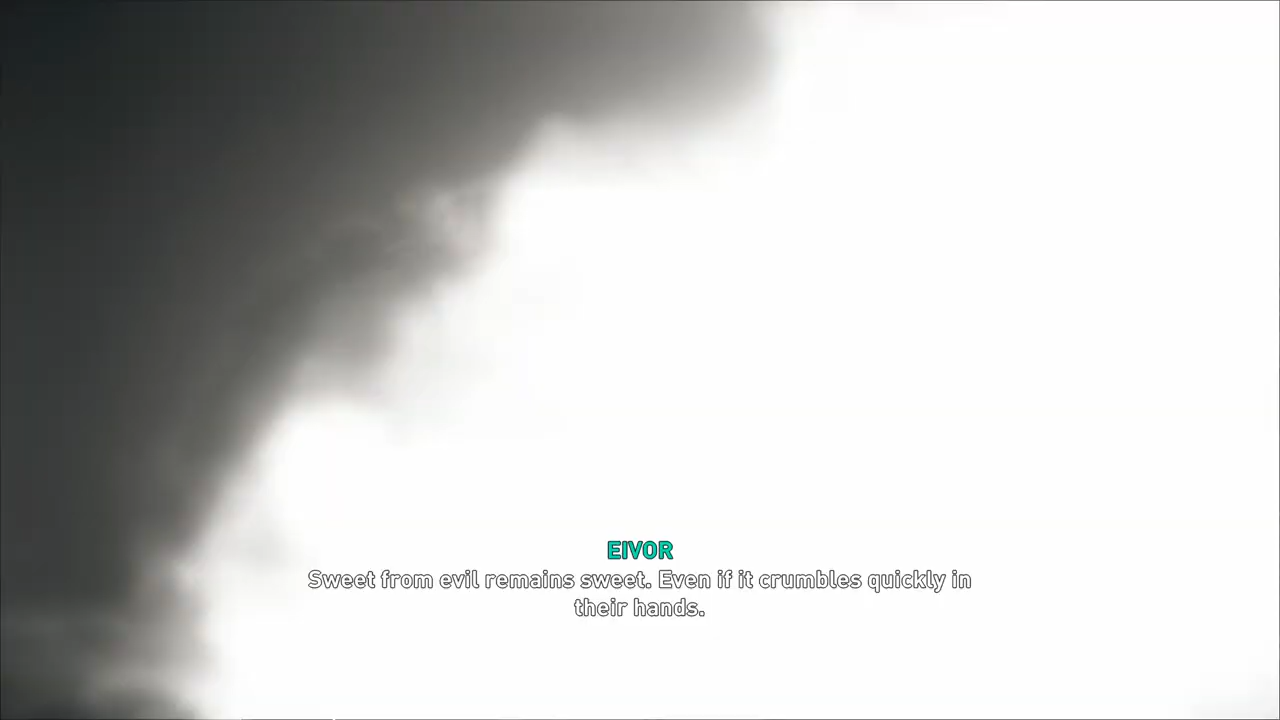 EIVOR
Sweet from evil remains sweet. Even if it crumbles quickly in
their hands.